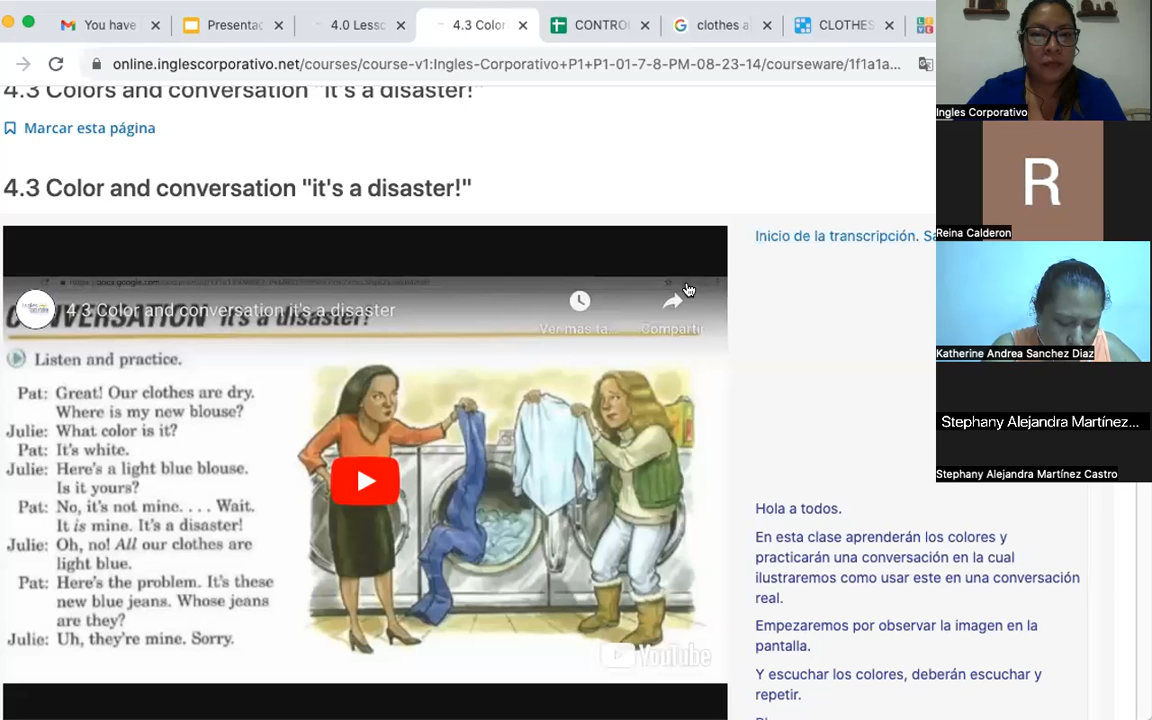 You have
Presentac
4.0 Lessc
4.3 Color
CONTROL
clothes a
CLOTHES
online.inglescorporativo.net/courses/course-v1:Ingles-Corporativo+P1+P1-01-7-8-PM-08-23-14/courseware/1f1a1a...
4.3 Colors and conversation "it's a disaster!"
Marcar esta página
4.3 Color and conversation "it's a disaster!"
4.3 Color and conversation it's a disaster
CONVERSATION it's a disaster!
Ver más ta...
Compartir
Listen and practice.
Pat: Great! Our clothes are dry.
Where is my new blouse?
Julie: What color is it?
Pat: It's white.
Julie: Here's a light blue blouse.
Is it yours?
Pat: No, it's not mine. . . . Wait.
It is mine. It's a disaster!
Julie: Oh, no! All our clothes are
light blue.
Pat: Here's the problem. It's these
new blue jeans. Whose jeans
are they?
Julie: Uh, they're mine. Sorry.
YouTube
Inicio de la transcripción. Sa
Hola a todos.
En esta clase aprenderán los colores y
practicarán una conversación en la cual
ilustraremos como usar este en una conversación
real.
Empezaremos por observar la imagen en la
pantalla.
Y escuchar los colores, deberán escuchar y
repetir.
Ingles Corporativo
R
Reina Calderon
Katherine Andrea Sanchez Diaz
Stephany Alejandra Martínez...
Stephany Alejandra Martínez Castro